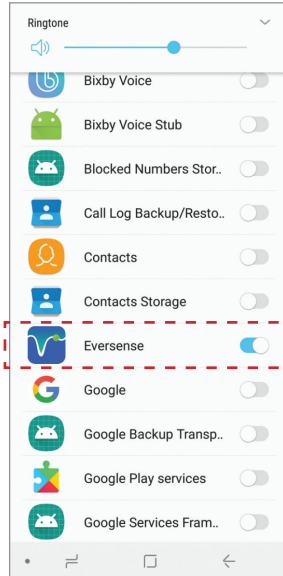 Ringtone
Bixby Voice
Bixby Voice Stub
Blocked Numbers Stor..
Call Log Backup/Resto..
Contacts
Contacts Storage
Eversense
Google
Google Backup Transp..
Google Play services
Google Services Fram..